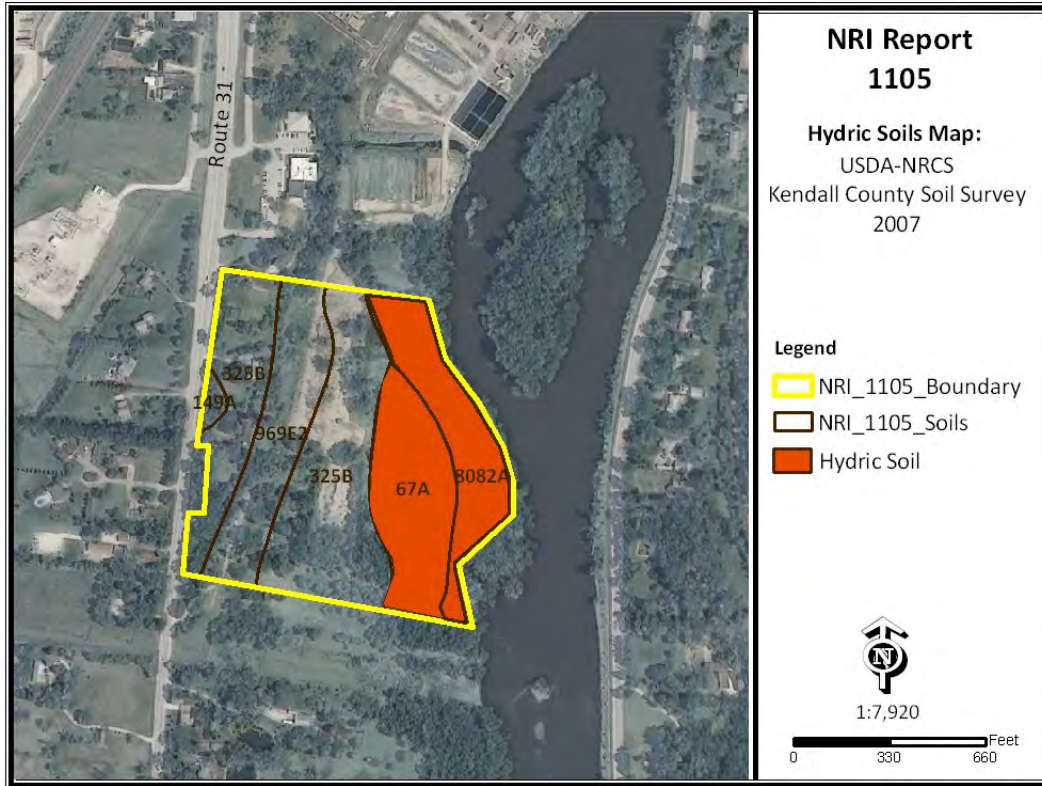 NRI Report
1105
Hydric Soils Map:
USDA-NRCS
Kendall County Soil Survey
2007
Legend
NRI_1105_Boundary
NRI_1105_Soils
Hydric Soil
N
1:7,920
Feet
0 330 660
Route 31
328B
149A
969E2
325B
67A
8082A